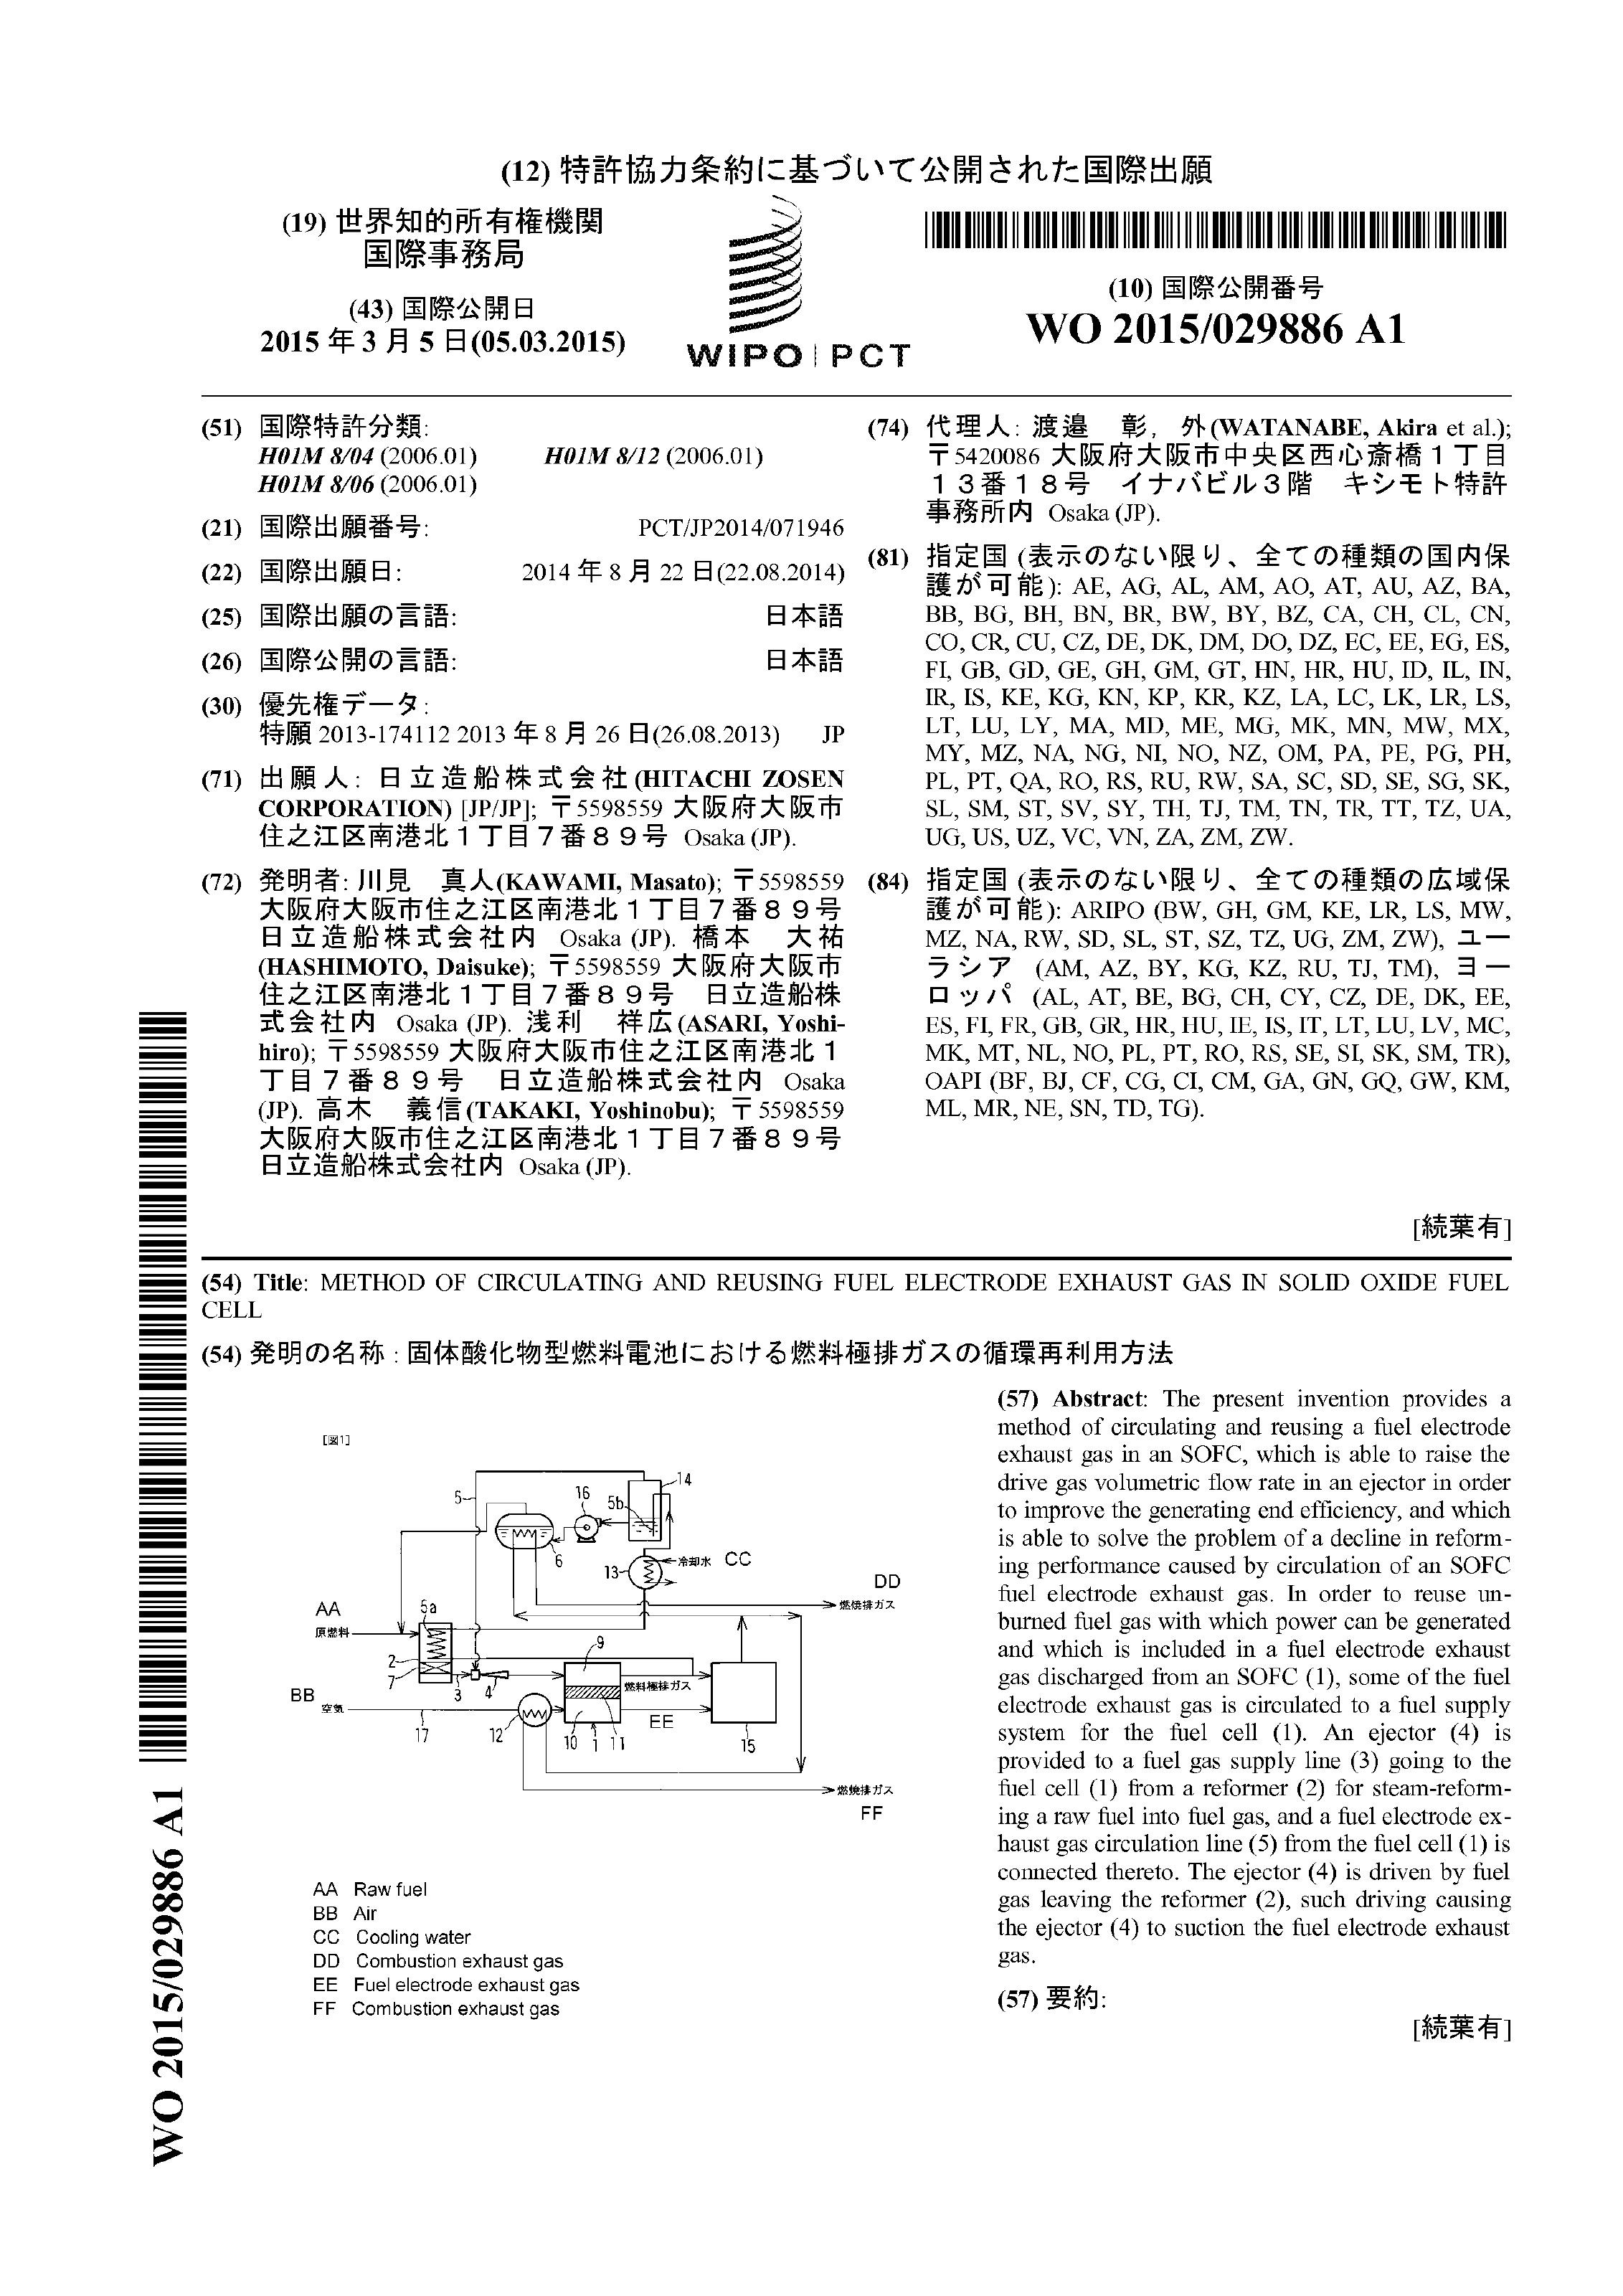 (12) 特許協力条約に基づいて公開された国際出願
(19) 世界知的所有権機関
国際事務局
(43) 国際公開日
2015 年 3 月 5 日(05.03.2015)
WIPO | PCT
(10) 国際公開番号
WO 2015/029886 A1
(51) 国際特許分類:
H01M 8/04 (2006.01) H01M 8/12 (2006.01)
H01M 8/06 (2006.01)
(21) 国際出願番号: PCT/JP2014/071946
(22) 国際出願日: 2014 年 8 月 22 日(22.08.2014)
(25) 国際出願の言語: 日本語
(26) 国際公開の言語: 日本語
(30) 優先権データ:
特願 2013-174112 2013 年 8 月 26 日(26.08.2013) JP
(71) 出願人: 日立造船株式会社(HITACHI ZOSEN
CORPORATION) [JP/JP]; 〒5598559 大阪府大阪市
住之江区南港北1丁目7番89号 Osaka (JP).
(72) 発明者: 川見 真人(KAWAMI, Masato); 〒5598559
大阪府大阪市住之江区南港北1丁目7番89号
日立造船株式会社内 Osaka (JP). 橋本 大祐
(HASHIMOTO, Daisuke); 〒5598559 大阪府大阪市
住之江区南港北1丁目7番89号 日立造船株
式会社内 Osaka (JP). 浅利 祥広(ASARI, Yoshi-
hiro); 〒5598559 大阪府大阪市住之江区南港北1
丁目7番89号 日立造船株式会社内 Osaka
(JP). 高木 義信(TAKAKI, Yoshinobu); 〒5598559
大阪府大阪市住之江区南港北1丁目7番89号
日立造船株式会社内 Osaka (JP).
(74) 代理人: 渡邉 彰, 外(WATANABE, Akira et al.);
〒5420086 大阪府大阪市中央区西心斎橋1丁目
13番18号 イナバビル3階 キシモト特許
事務所内 Osaka (JP).
(81) 指定国 (表示のない限り、全ての種類の国内保
護が可能): AE, AG, AL, AM, AO, AT, AU, AZ, BA,
BB, BG, BH, BN, BR, BW, BY, BZ, CA, CH, CL, CN,
CO, CR, CU, CZ, DE, DK, DM, DO, DZ, EC, EE, EG, ES,
FI, GB, GD, GE, GH, GM, GT, HN, HR, HU, ID, IL, IN,
IR, IS, KE, KG, KN, KP, KR, KZ, LA, LC, LK, LR, LS,
LT, LU, LY, MA, MD, ME, MG, MK, MN, MW, MX,
MY, MZ, NA, NG, NI, NO, NZ, OM, PA, PE, PG, PH,
PL, PT, QA, RO, RS, RU, RW, SA, SC, SD, SE, SG, SK,
SL, SM, ST, SV, SY, TH, TJ, TM, TN, TR, TT, TZ, UA,
UG, US, UZ, VC, VN, ZA, ZM, ZW.
(84) 指定国 (表示のない限り、全ての種類の広域保
護が可能): ARIPO (BW, GH, GM, KE, LR, LS, MW,
MZ, NA, RW, SD, SL, ST, SZ, TZ, UG, ZM, ZW), ユー
ラシア (AM, AZ, BY, KG, KZ, RU, TJ, TM), ヨー
ロッパ (AL, AT, BE, BG, CH, CY, CZ, DE, DK, EE,
ES, FI, FR, GB, GR, HR, HU, IE, IS, IT, LT, LU, LV, MC,
MK, MT, NL, NO, PL, PT, RO, RS, SE, SI, SK, SM, TR),
OAPI (BF, BJ, CF, CG, CI, CM, GA, GN, GQ, GW, KM,
ML, MR, NE, SN, TD, TG).
[続葉有]
(54) Title: METHOD OF CIRCULATING AND REUSING FUEL ELECTRODE EXHAUST GAS IN SOLID OXIDE FUEL
CELL
(54) 発明の名称 : 固体酸化物型燃料電池における燃料極排ガスの循環再利用方法
[図1]
14
5 16 5b
6 13 冷却水 CC
DD
燃焼排ガス
AA 5a
原燃料
9
2
7 3 4 燃料極排ガス
BB EE
空気
17 12 10 1 11 15
燃焼排ガス
FF
AA Raw fuel
BB Air
CC Cooling water
DD Combustion exhaust gas
EE Fuel electrode exhaust gas
FF Combustion exhaust gas
(57) Abstract: The present invention provides a
method of circulating and reusing a fuel electrode
exhaust gas in an SOFC, which is able to raise the
drive gas volumetric flow rate in an ejector in order
to improve the generating end efficiency, and which
is able to solve the problem of a decline in reform-
ing performance caused by circulation of an SOFC
fuel electrode exhaust gas. In order to reuse un-
burned fuel gas with which power can be generated
and which is included in a fuel electrode exhaust
gas discharged from an SOFC (1), some of the fuel
electrode exhaust gas is circulated to a fuel supply
system for the fuel cell (1). An ejector (4) is
provided to a fuel gas supply line (3) going to the
fuel cell (1) from a reformer (2) for steam-reform-
ing a raw fuel into fuel gas, and a fuel electrode ex-
haust gas circulation line (5) from the fuel cell (1) is
connected thereto. The ejector (4) is driven by fuel
gas leaving the reformer (2), such driving causing
the ejector (4) to suction the fuel electrode exhaust
gas.
(57) 要約:
[続葉有]
WO 2015/029886 A1